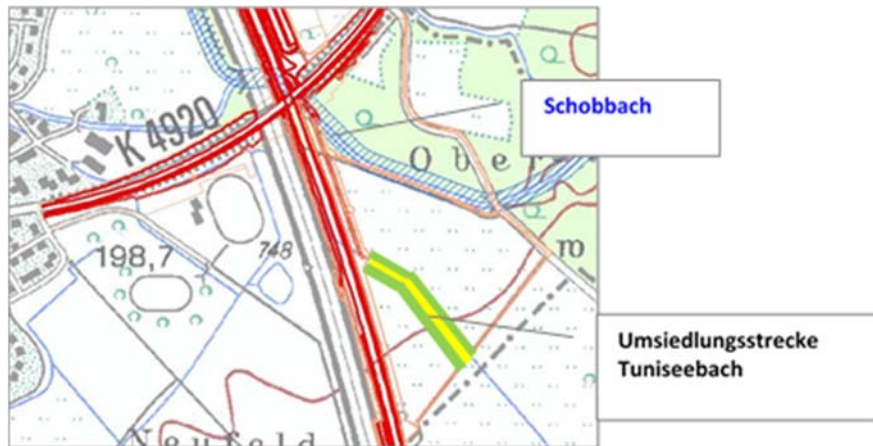 K 4920
Schobbach
Ober
198,7
748
w
Umsiedlungsstrecke
Tuniseebach
Neufeld